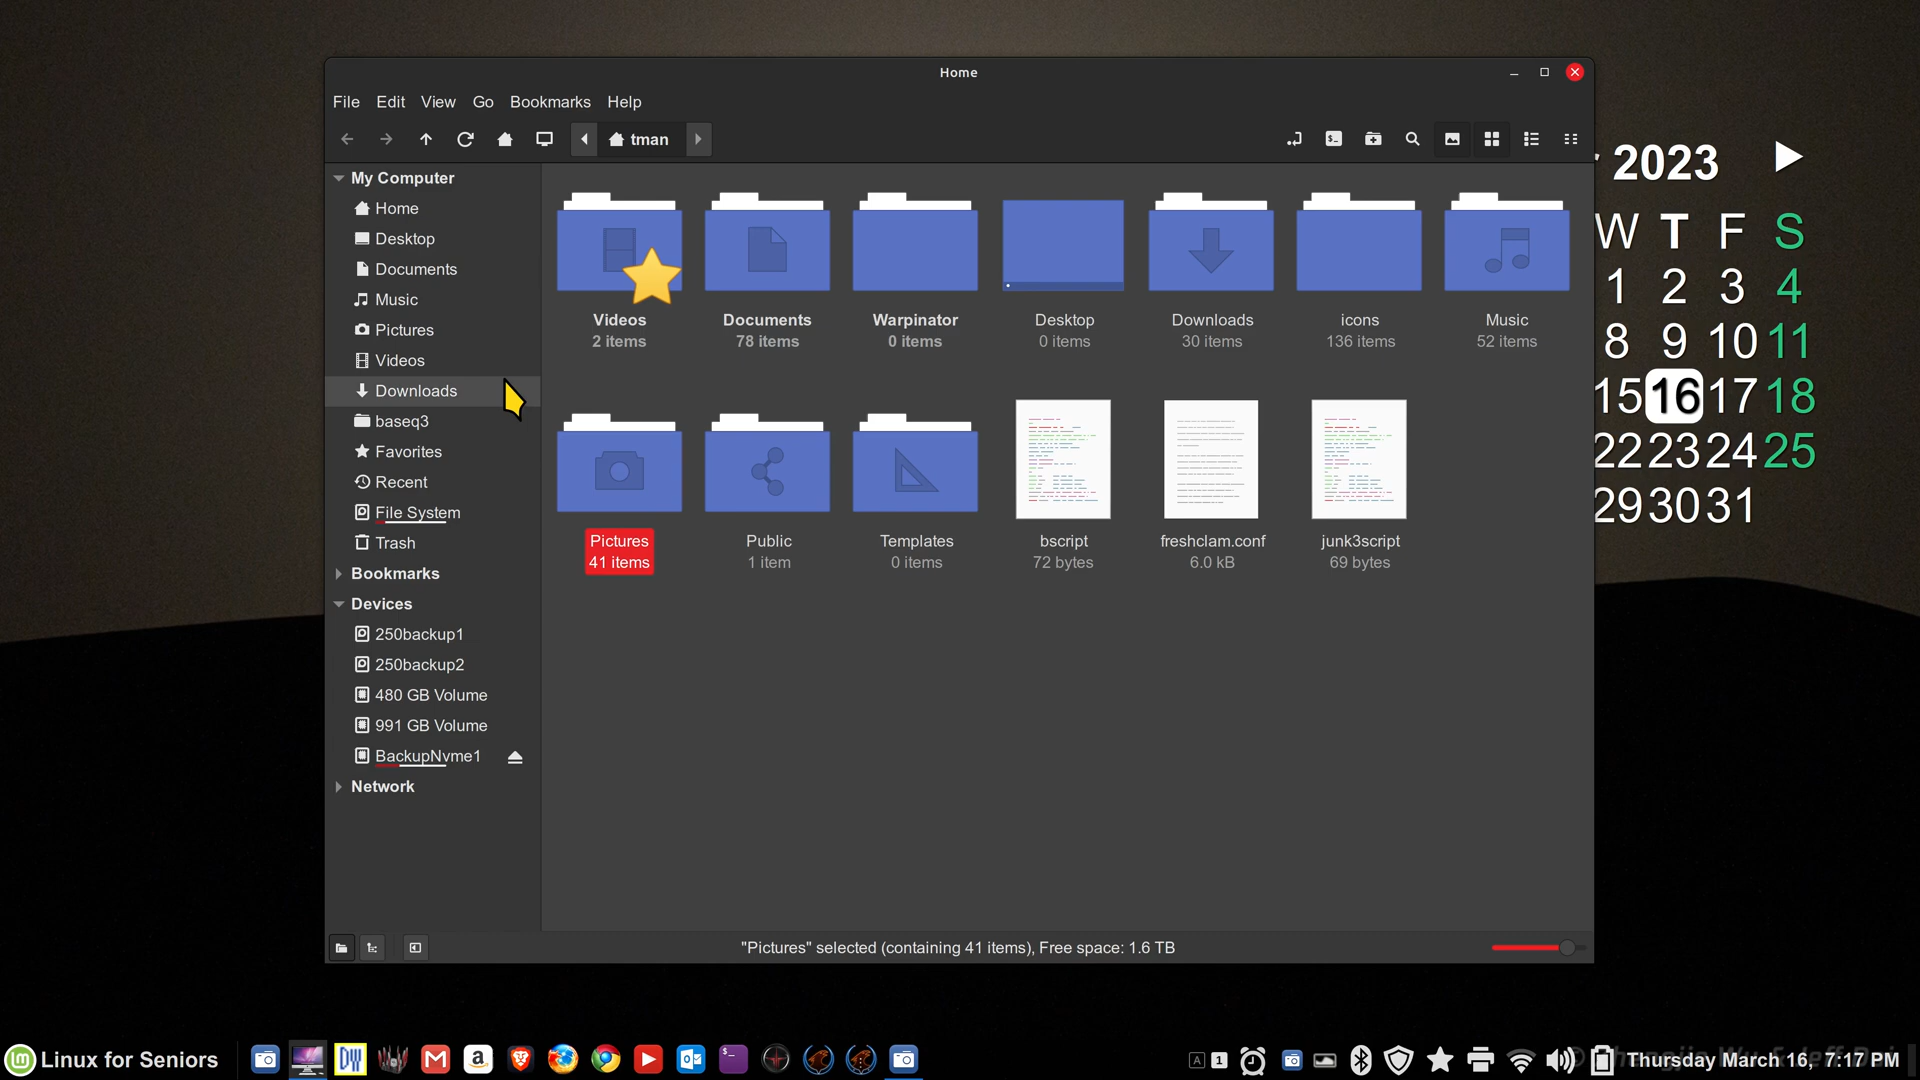 Home
File Edit View Go Bookmarks Help
tman
My Computer
Home
Desktop
Documents
Music
Pictures
Videos
Downloads
baseq3
Favorites
Recent
File System
Trash
Bookmarks
Devices
250backup1
250backup2
480 GB Volume
991 GB Volume
BackupNvme1
Network
Videos Documents Warpinator Desktop Downloads icons Music
2 items 78 items 0 items 0 items 30 items 136 items 52 items
Pictures Public Templates bscript freshclam.conf junk3script
41 items 1 item 0 items 72 bytes 6.0 kB 69 bytes
"Pictures" selected (containing 41 items), Free space: 1.6 TB
2023
W T F S
1 2 3 4
8 9 10 11
15 16 17 18
22 23 24 25
29 30 31
Linux for Seniors
DW
A 1
Thursday March 16, 7:17 PM